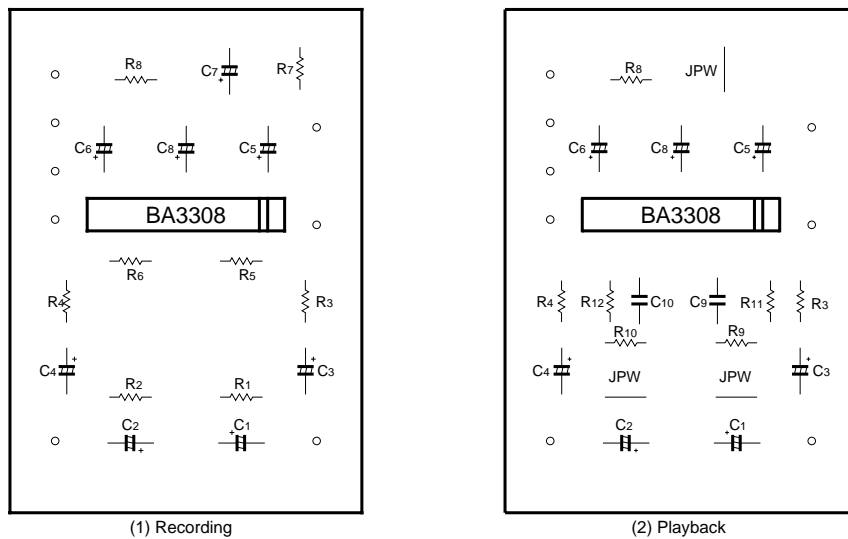 R8 C7 R7
C6 C8 C5
BA3308
R6 R5
R4 R3
C4 C3
R2 R1
C2 C1
(1) Recording
R8 JPW
C6 C8 C5
BA3308
R4 R12 C10 C9 R11 R3
R10 R9
C4 JPW JPW C3
C2 C1
(2) Playback